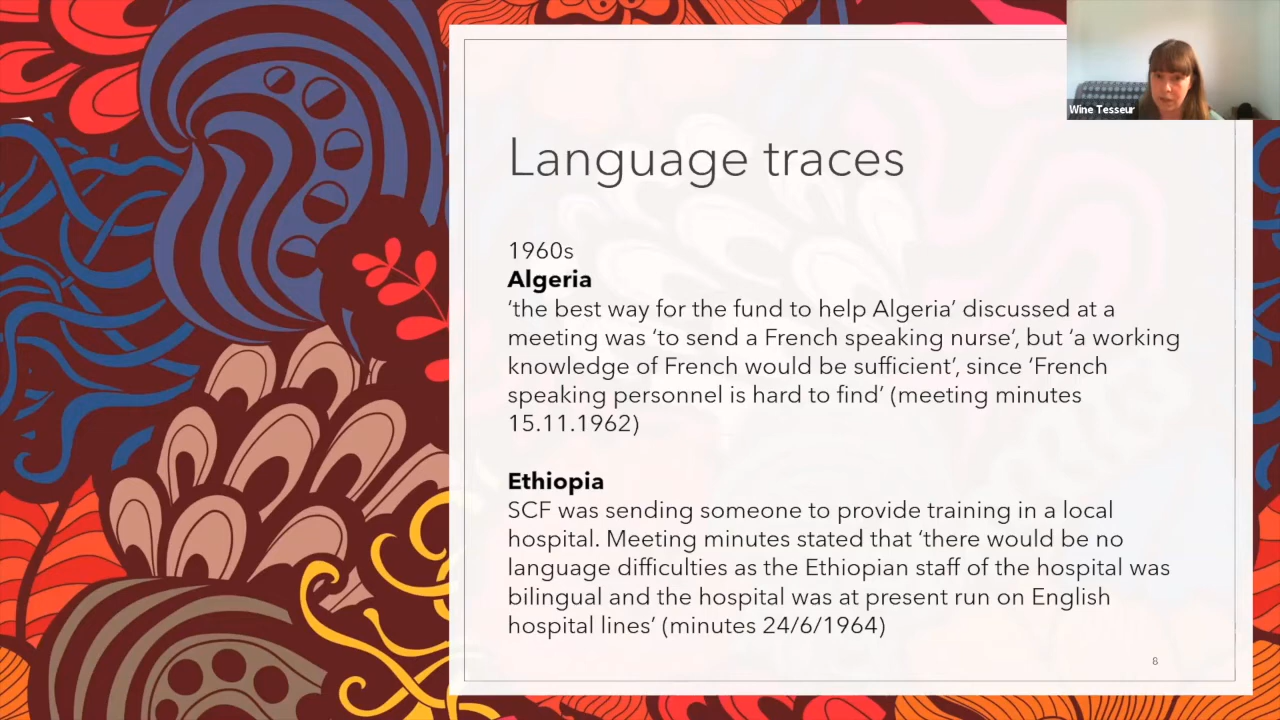 Wine Tesseur
Language traces
1960s
Algeria
‘the best way for the fund to help Algeria’ discussed at a
meeting was ‘to send a French speaking nurse’, but ‘a working
knowledge of French would be sufficient’, since ‘French
speaking personnel is hard to find’ (meeting minutes
15.11.1962)
Ethiopia
SCF was sending someone to provide training in a local
hospital. Meeting minutes stated that ‘there would be no
language difficulties as the Ethiopian staff of the hospital was
bilingual and the hospital was at present run on English
hospital lines’ (minutes 24/6/1964)
8